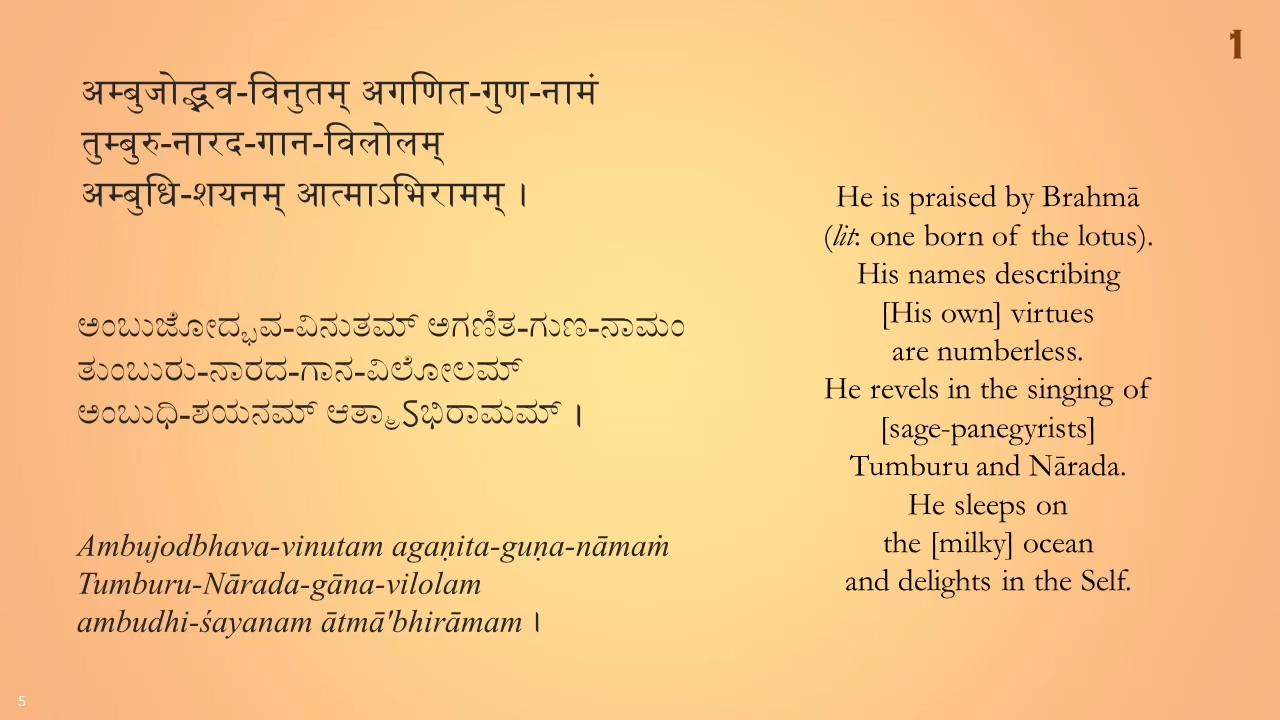 1
अम्बुजोद्भव-विनुतम् अगणित-गुण-नामं
तुम्बुरु-नारद-गान-विलोलम्
अम्बुधि-शयनम् आत्माऽभिरामम् ।
ಅಂಬುಜೋದ್ಭವ-ವಿನುತಮ್ ಅಗಣಿತ-ಗುಣ-ನಾಮಂ
ತುಂಬುರು-ನಾರದ-ಗಾನ-ವಿಲೋಲಮ್
ಅಂಬುಧಿ-ಶಯನಮ್ ಆತ್ಮಾಽಭಿರಾಮಮ್ ।
Ambujodbhava-vinutam agaṇita-guṇa-nāmaṁ
Tumburu-Nārada-gāna-vilolam
ambudhi-śayanam ātmā'bhirāmam ।
He is praised by Brahmā
(lit: one born of the lotus).
His names describing
[His own] virtues
are numberless.
He revels in the singing of
[sage-panegyrists]
Tumburu and Nārada.
He sleeps on
the [milky] ocean
and delights in the Self.
5